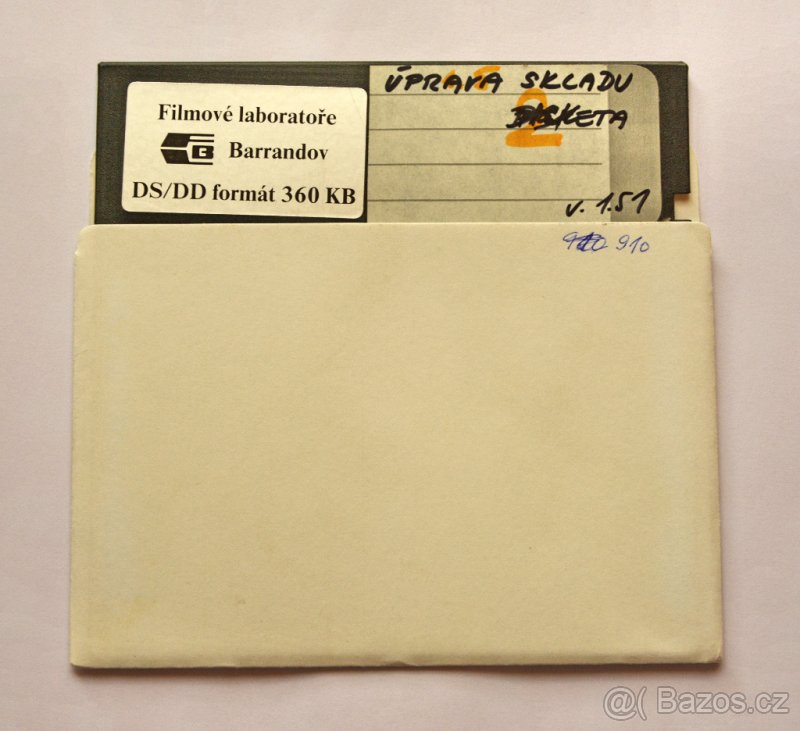 Filmové laboratoře
Barrandov
DS/DD formát 360 KB
ÚPRAVA SKLADU
DISKETA
2
v. 1.51
910
@( Bazos.cz